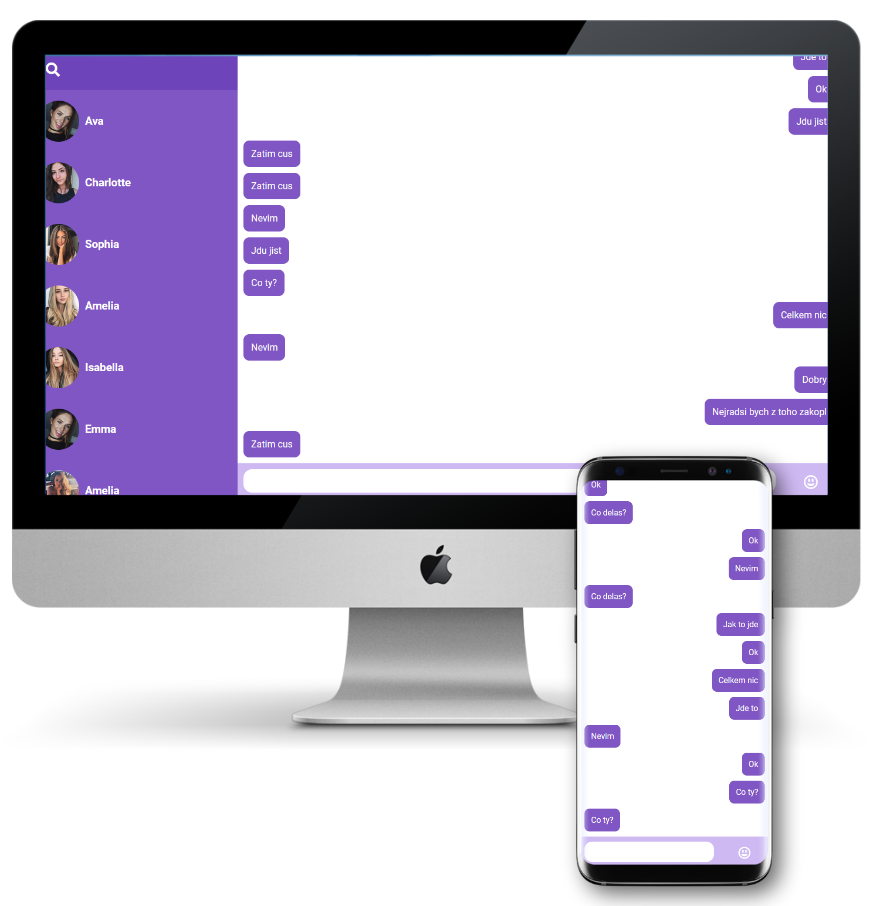 Ava
Charlotte
Sophia
Amelia
Isabella
Emma
Amelia
Jde to
Ok
Jdu jist
Zatim cus
Zatim cus
Nevim
Jdu jist
Co ty?
Celkem nic
Nevim
Dobry
Nejradsi bych z toho zakopl
Zatim cus
Ok
Co delas?
Ok
Nevim
Co delas?
Jak to jde
Ok
Celkem nic
Jde to
Nevim
Ok
Co ty?
Co ty?